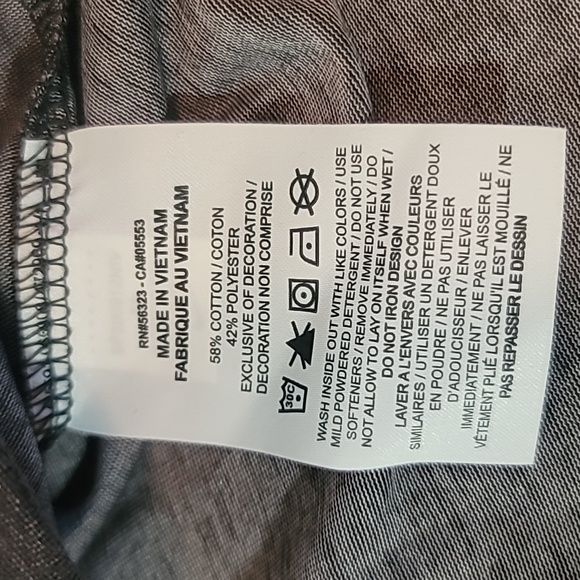 RN#56323 - CA#05553
MADE IN VIETNAM
FABRIQUE AU VIETNAM
58% COTTON / COTON
42% POLYESTER
EXCLUSIVE OF DECORATION /
DECORATION NON COMPRISE
30C
WASH INSIDE OUT WITH LIKE COLORS / USE
MILD POWDERED DETERGENT / DO NOT USE
SOFTENERS / REMOVE IMMEDIATELY / DO
NOT ALLOW TO LAY ON ITSELF WHEN WET /
DO NOT IRON DESIGN
LAVER À L'ENVERS AVEC COULEURS
SIMILAIRES / UTILISER UN DETERGENT DOUX
EN POUDRE / NE PAS UTILISER
D'ADOUCISSEUR / ENLEVER
IMMÉDIATEMENT / NE PAS LAISSER LE
VÊTEMENT PLIÉ LORSQU'IL EST MOUILLÉ / NE
PAS REPASSER LE DESSIN